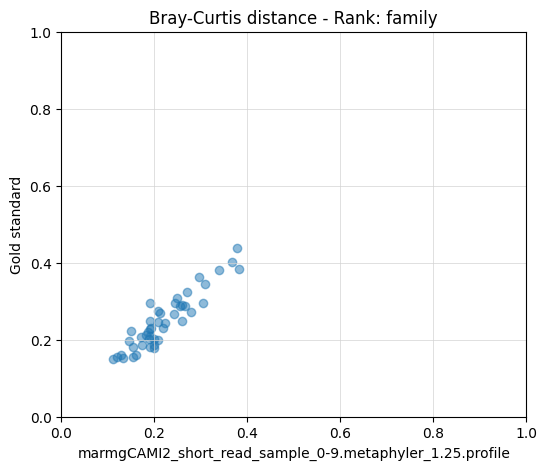 Bray-Curtis distance - Rank: family
1.0
0.8
0.6
0.4
0.2
0.0
Gold standard
0.0 0.2 0.4 0.6 0.8 1.0
marmgCAMI2_short_read_sample_0-9.metaphyler_1.25.profile